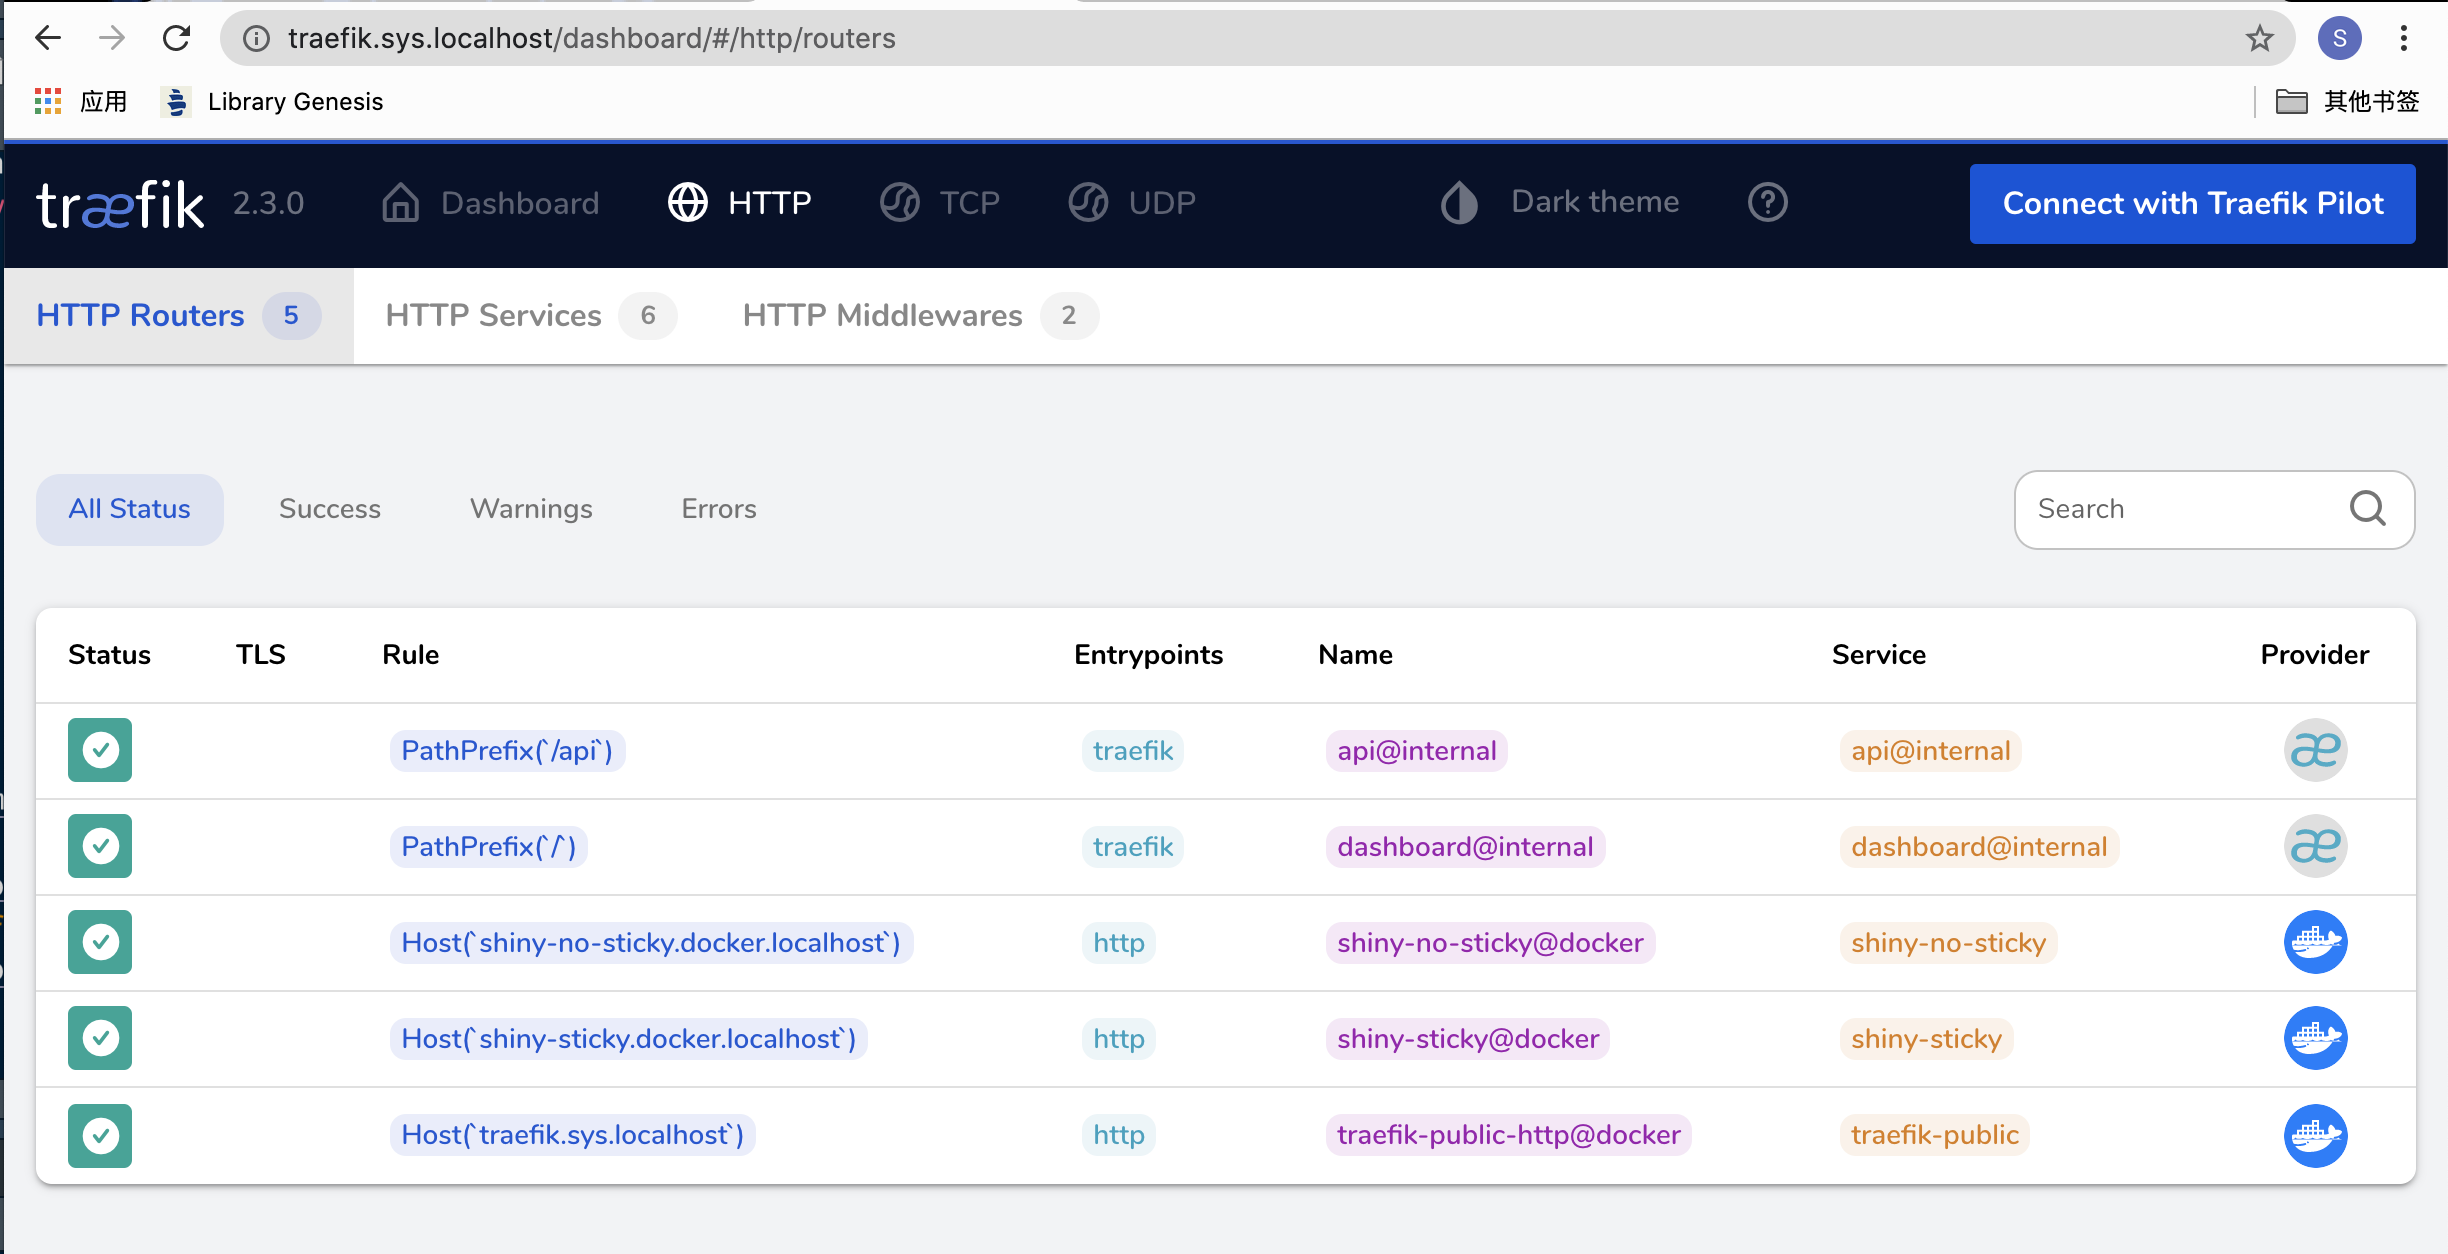 traefik.sys.localhost/dashboard/#/http/routers S
应用 Library Genesis 其他书签
træfik 2.3.0 Dashboard HTTP TCP UDP Dark theme ? Connect with Traefik Pilot
HTTP Routers 5 HTTP Services 6 HTTP Middlewares 2
All Status Success Warnings Errors Search
Status TLS Rule Entrypoints Name Service Provider
PathPrefix(`/api`) traefik api@internal api@internal æ
PathPrefix(`/`) traefik dashboard@internal dashboard@internal æ
Host(`shiny-no-sticky.docker.localhost`) http shiny-no-sticky@docker shiny-no-sticky
Host(`shiny-sticky.docker.localhost`) http shiny-sticky@docker shiny-sticky
Host(`traefik.sys.localhost`) http traefik-public-http@docker traefik-public